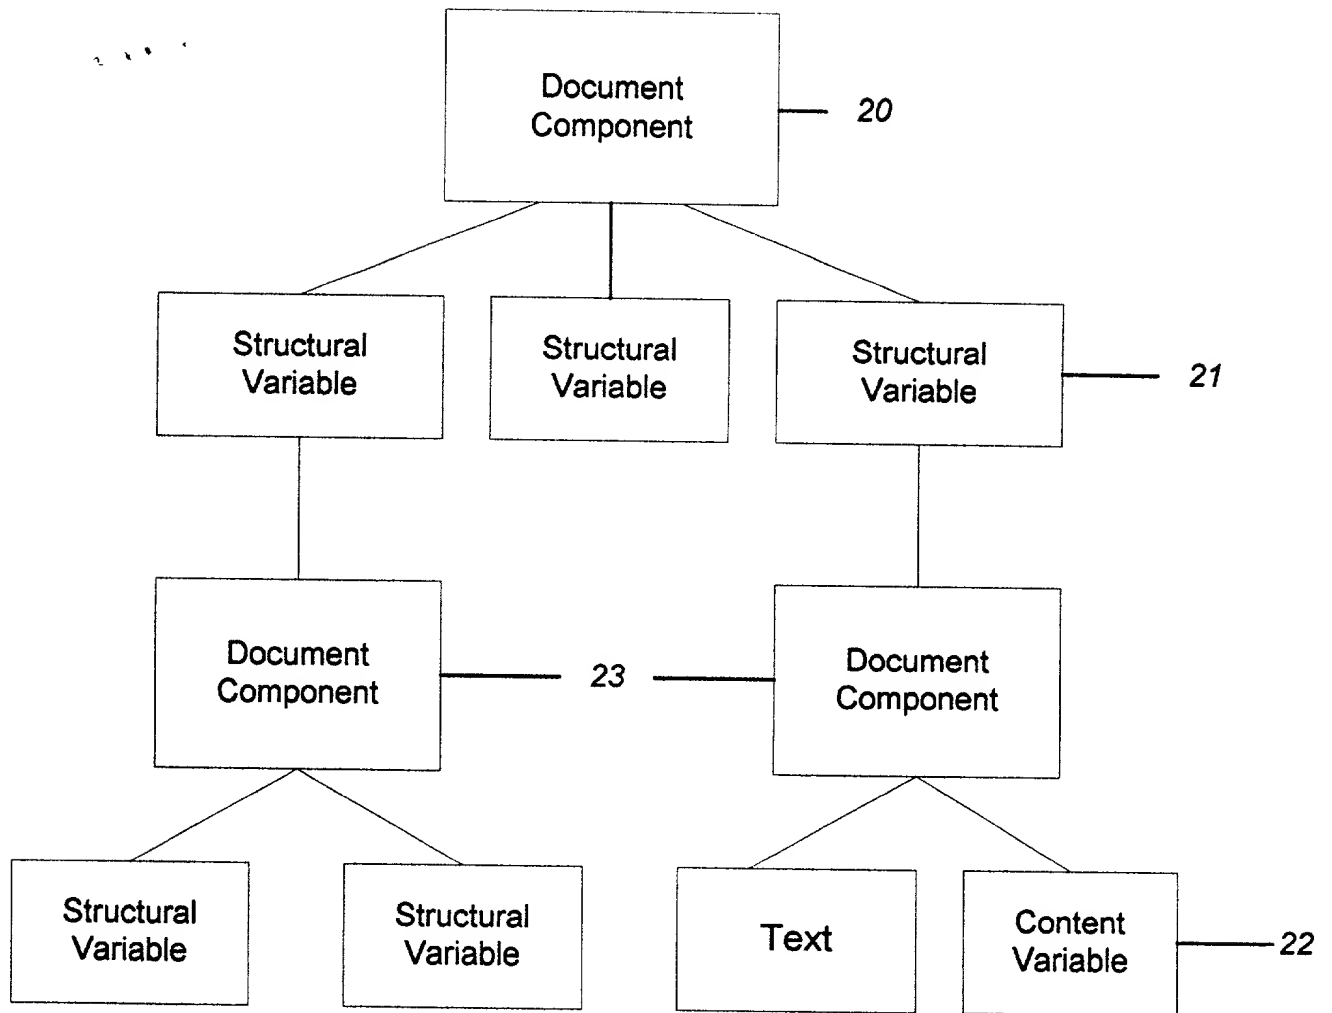 Document
Component
20
Structural
Variable
Structural
Variable
Structural
Variable
21
Document
Component
23
Document
Component
Structural
Variable
Structural
Variable
Text
Content
Variable
22